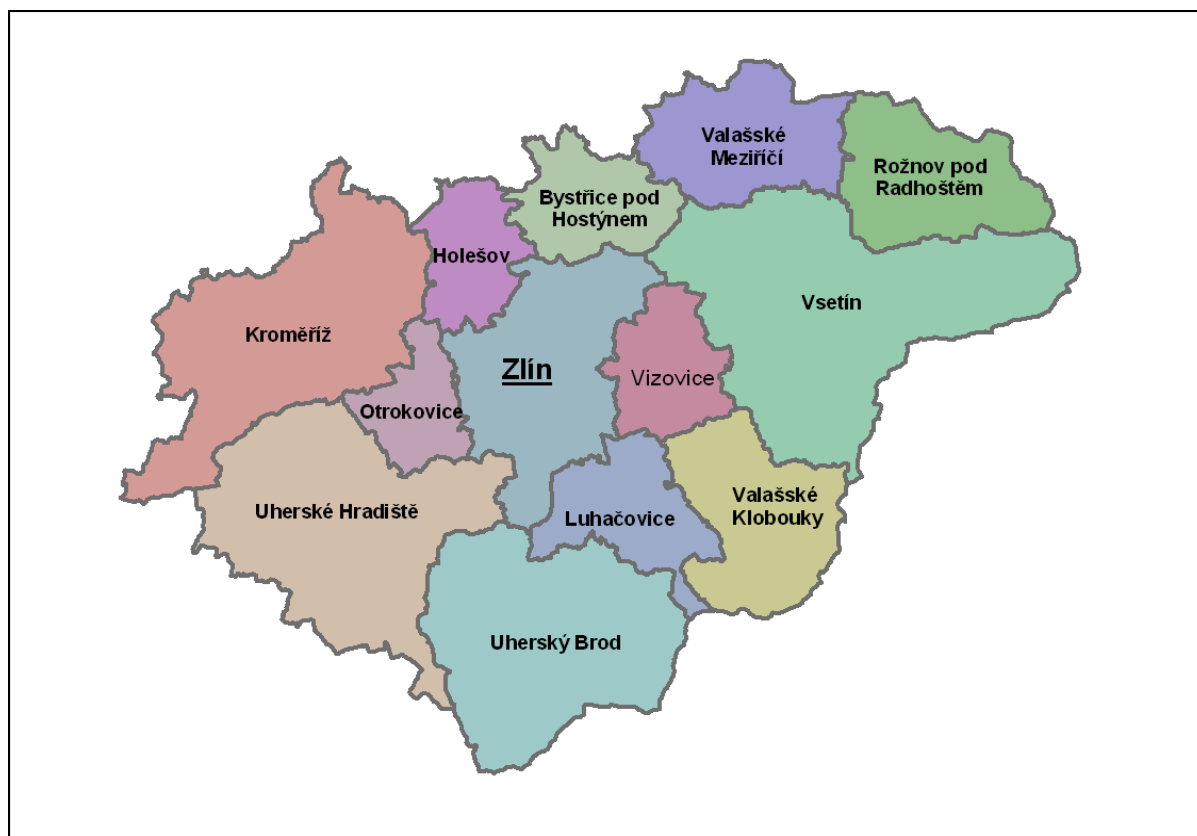 Valašské
Meziříčí
Rožnov pod
Radhoštěm
Bystřice pod
Hostýnem
Holešov
Vsetín
Kroměříž
Zlín
Vizovice
Otrokovice
Valašské
Klobouky
Uherské Hradiště
Luhačovice
Uherský Brod